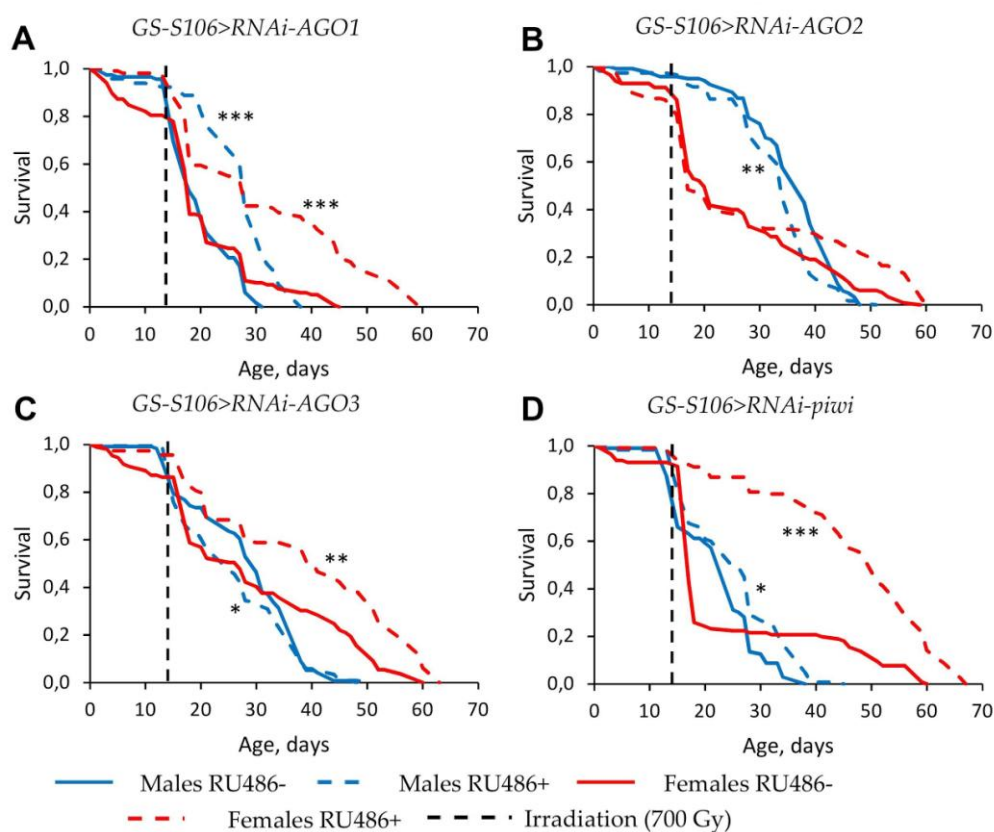 A GS-S106>RNAi-AGO1
Survival
1,0
0,8
0,6
0,4
0,2
0,0
***
***
0 10 20 30 40 50 60 70
Age, days
B GS-S106>RNAi-AGO2
Survival
1,0
0,8
0,6
0,4
0,2
0,0
**
0 10 20 30 40 50 60 70
Age, days
C GS-S106>RNAi-AGO3
Survival
1,0
0,8
0,6
0,4
0,2
0,0
**
*
0 10 20 30 40 50 60 70
Age, days
D GS-S106>RNAi-piwi
Survival
1,0
0,8
0,6
0,4
0,2
0,0
***
*
0 10 20 30 40 50 60 70
Age, days
Males RU486- Males RU486+ Females RU486-
Females RU486+ Irradiation (700 Gy)